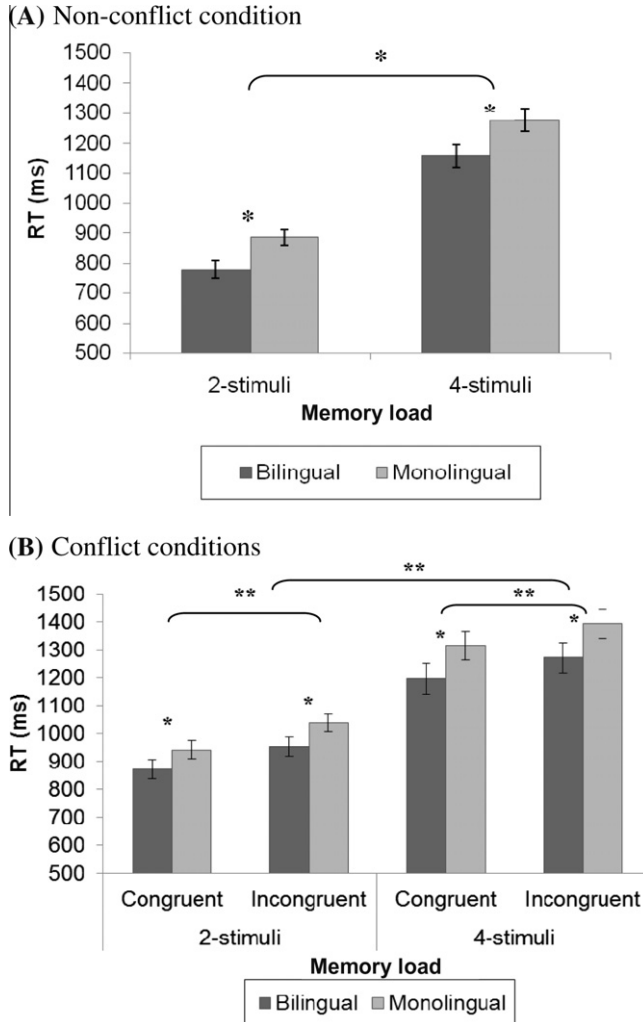 (A) Non-conflict condition
1500
1400
1300
1200
1100
1000
900
800
700
600
500
RT (ms)
*
*
*
2-stimuli 4-stimuli
Memory load
Bilingual Monolingual
(B) Conflict conditions
1500
1400
1300
1200
1100
1000
900
800
700
600
500
RT (ms)
**
**
**
*
*
*
*
Congruent Incongruent Congruent Incongruent
2-stimuli 4-stimuli
Memory load
Bilingual Monolingual